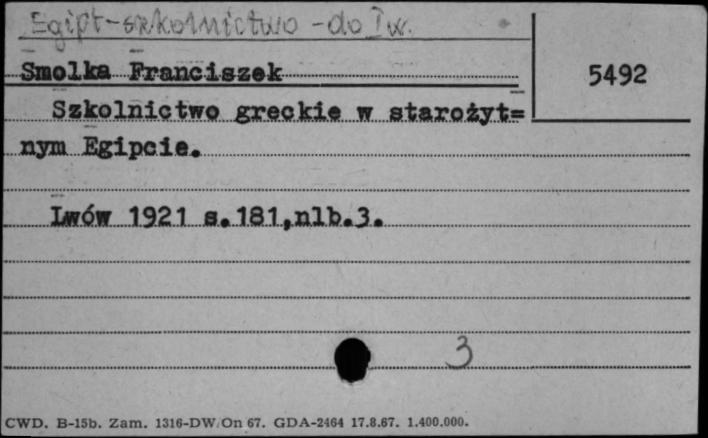 Egipt-szkolnictwo - do I w.
Smolka Franciszek
5492
Szkolnictwo greckie w starożyt=
nym Egipcie.
Lwów 1921 s.181,nlb.3.
3
CWD. B-15b. Zam. 1316-DW/On 67. GDA-2464 17.8.67. 1.400.000.